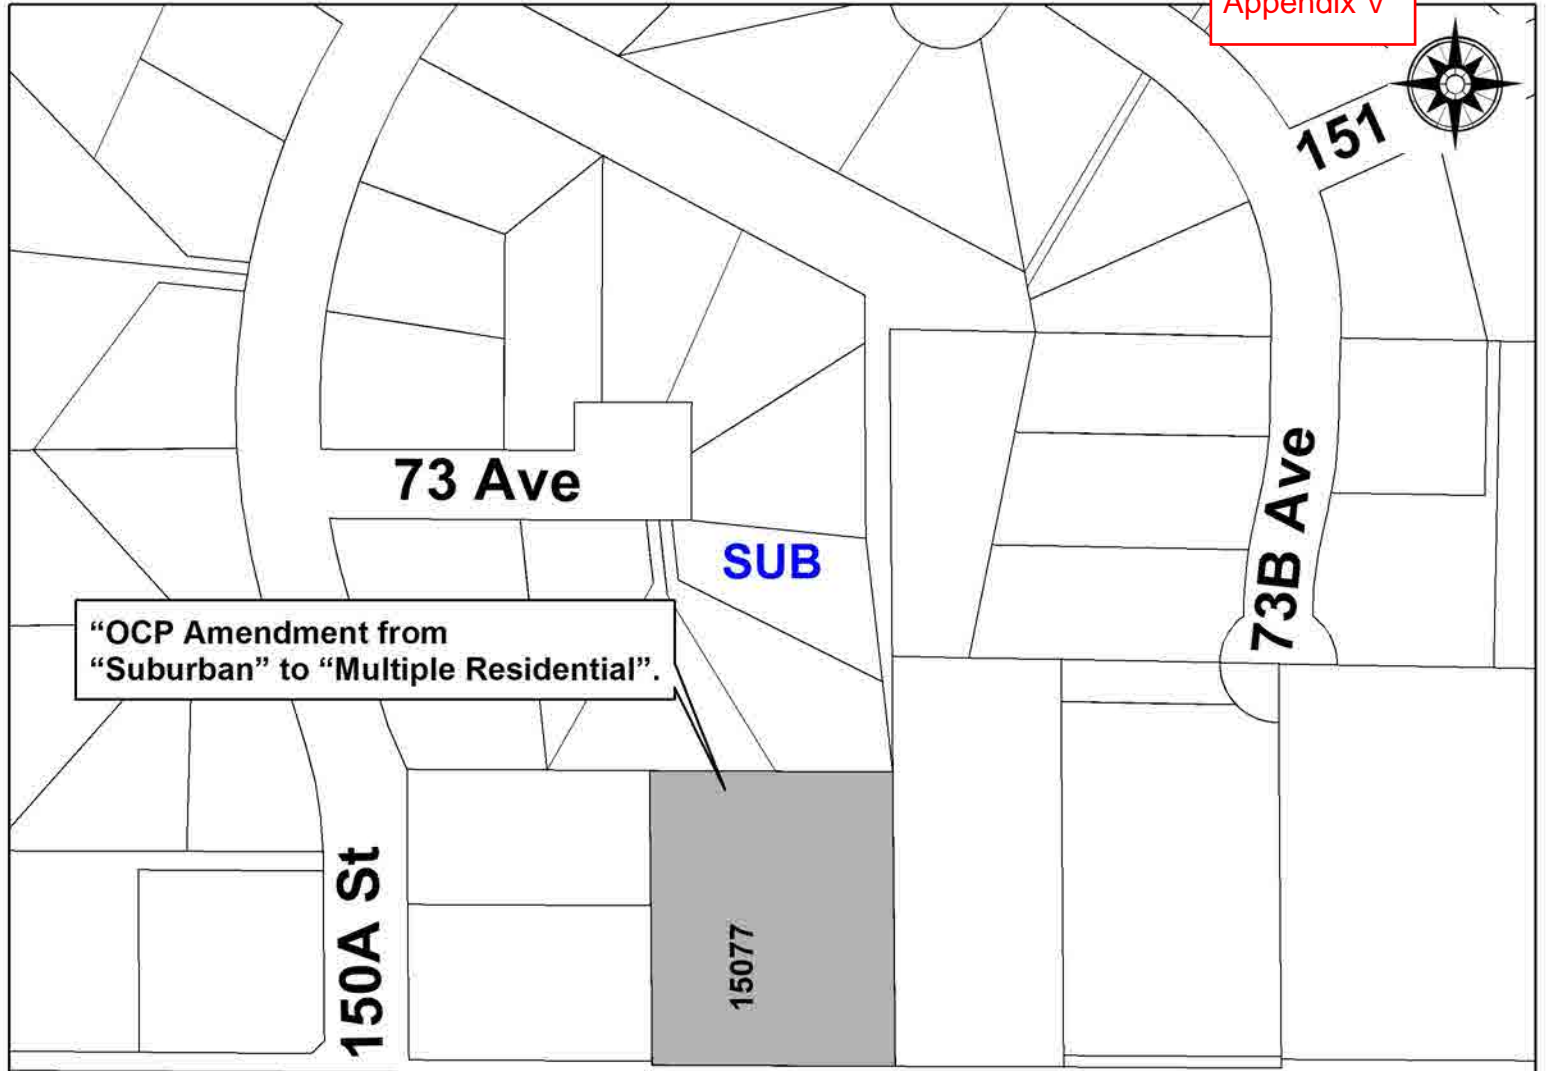 Appendix V
151
73 Ave
73B Ave
SUB
“OCP Amendment from
“Suburban” to “Multiple Residential”.
150A St
15077